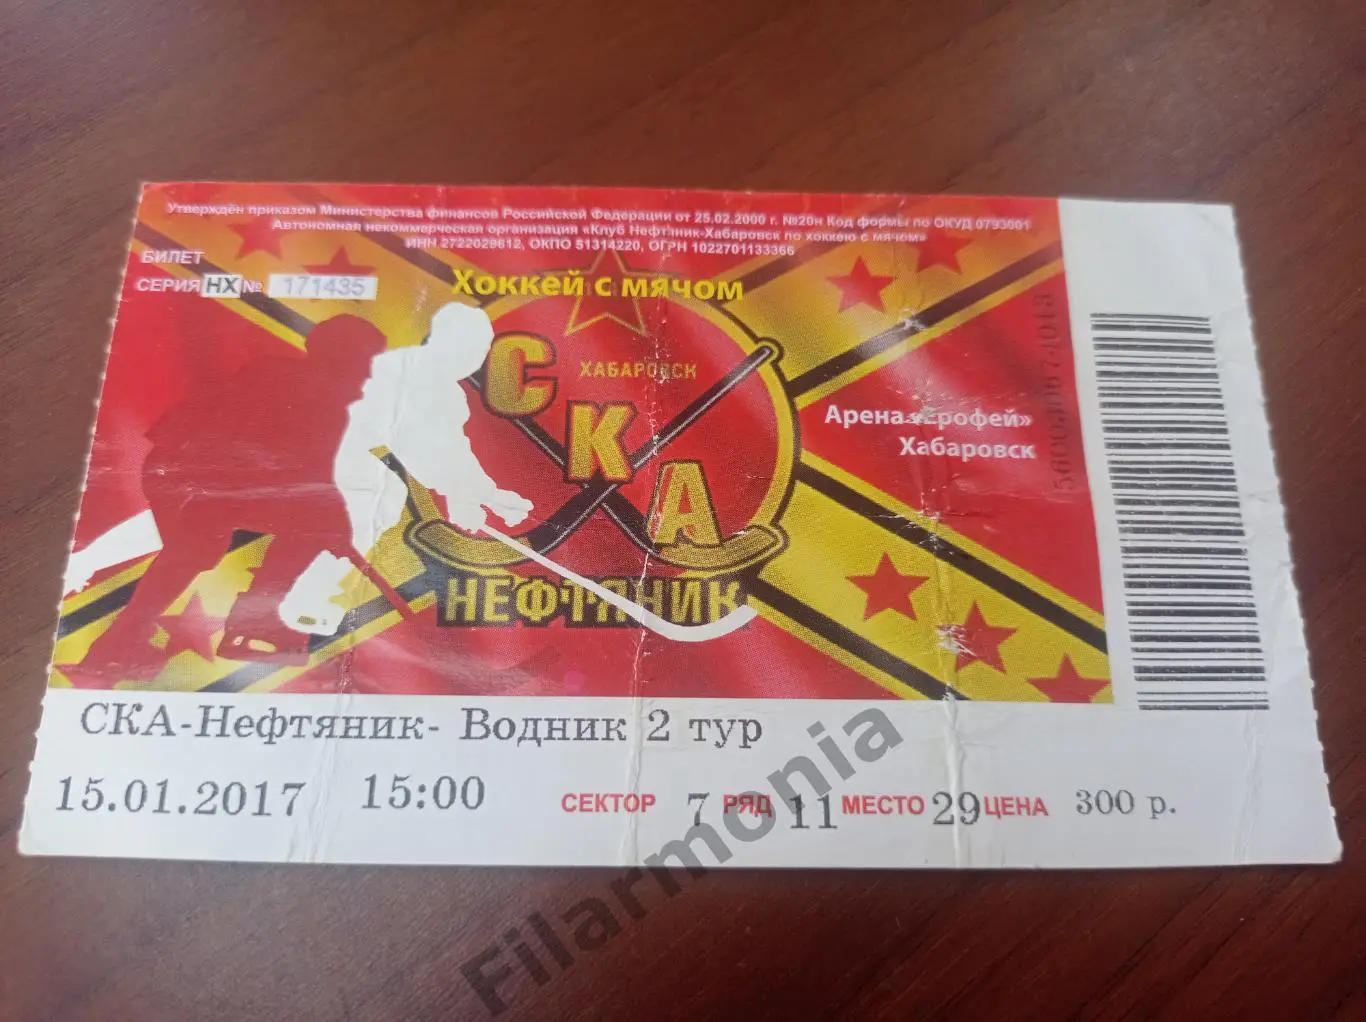 Утверждён приказом Министерства финансов Российской Федерации от 25.02.2000 г. №20н Код формы по ОКУД 0793001
Автономная некоммерческая организация «Клуб Нефтяник-Хабаровск по хоккею с мячом»
ИНН 2722029612, ОКПО 51314220, ОГРН 1022701133366
БИЛЕТ
СЕРИЯ НХ № 171435
Хоккей с мячом
С
ХАБАРОВСК
К
А
НЕФТЯНИК
Арена «Ерофей»
Хабаровск
СКА-Нефтяник- Водник 2 тур
15.01.2017 15:00 СЕКТОР 7 РЯД 11 МЕСТО 29 ЦЕНА 300 р.
Filarmonia